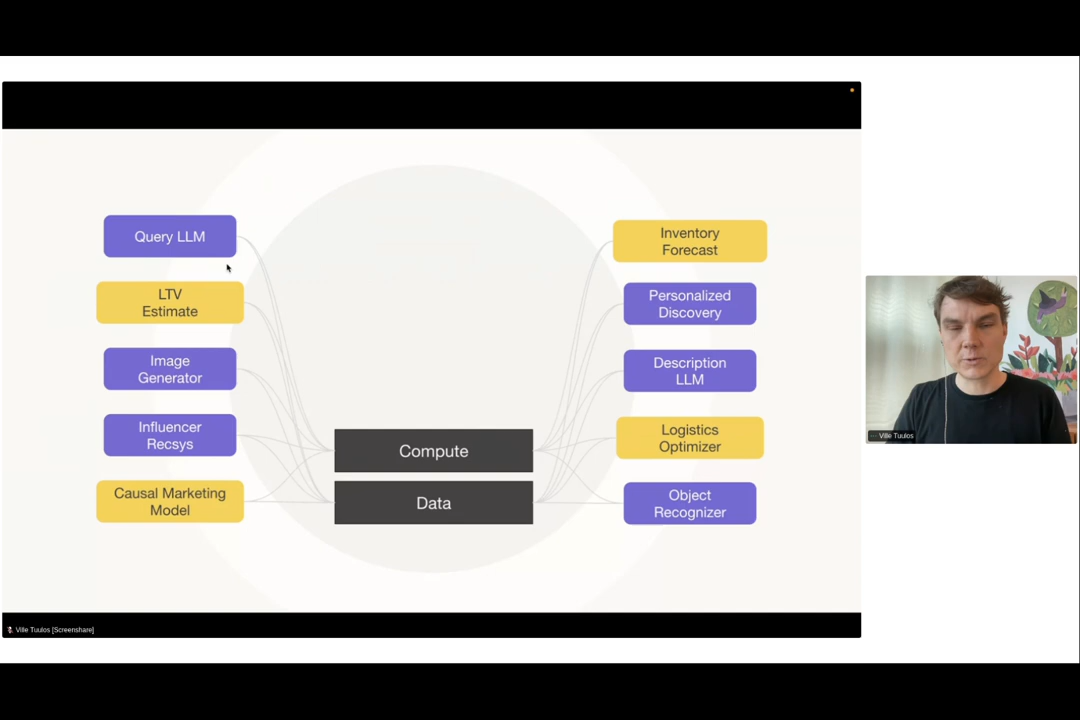 Query LLM
LTV
Estimate
Image
Generator
Influencer
Recsys
Causal Marketing
Model
Compute
Data
Inventory
Forecast
Personalized
Discovery
Description
LLM
Logistics
Optimizer
Object
Recognizer
Ville Tuulos
Ville Tuulos [Screenshare]